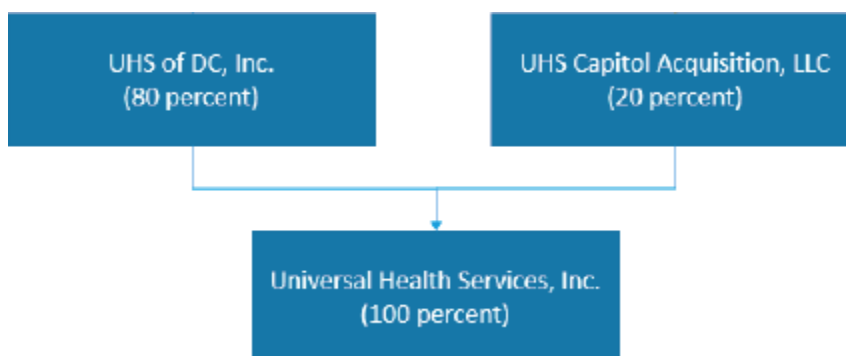 UHS of DC, Inc.
(80 percent)
UHS Capitol Acquisition, LLC
(20 percent)
Universal Health Services, Inc.
(100 percent)